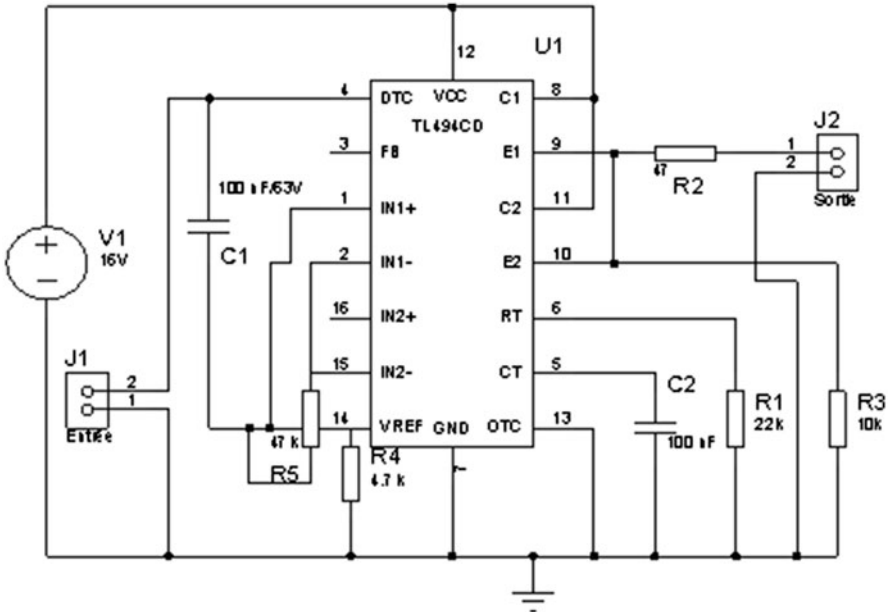 U1
12
4 DTC VCC C1 8
TL494CD
J2
3 FB E1 9
1
2
47
R2
Sortie
100 nF/63V
1 IN1+ C2 11
V1
16V
C1
2 IN1- E2 10
16 IN2+ RT 6
J1
2
1
Entrée
15 IN2- CT 5
C2
100 nF
R1
22k
R3
10k
14 VREF GND OTC 13
47 k
R5
R4
4.7 k
7